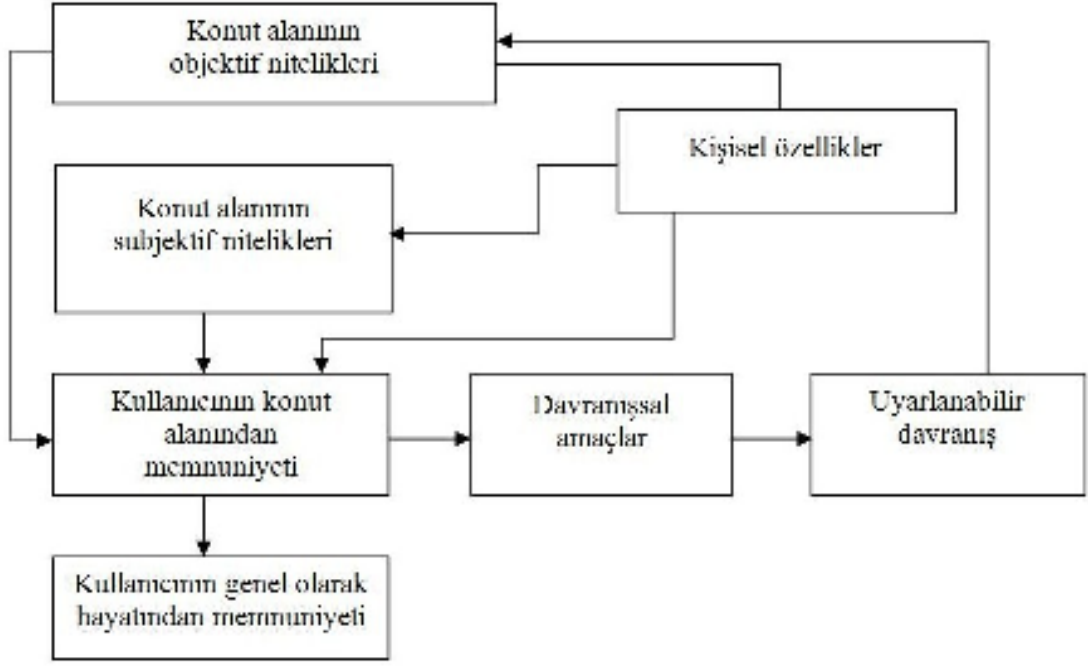 Konut alanının
objektif nitelikleri
Kişisel özellikler
Konut alanının
subjektif nitelikleri
Kullanıcının konut
alanından
memnuniyeti
Davranışsal
amaçlar
Uyarlanabilir
davranış
Kullanıcının genel olarak
hayatından memnuniyeti